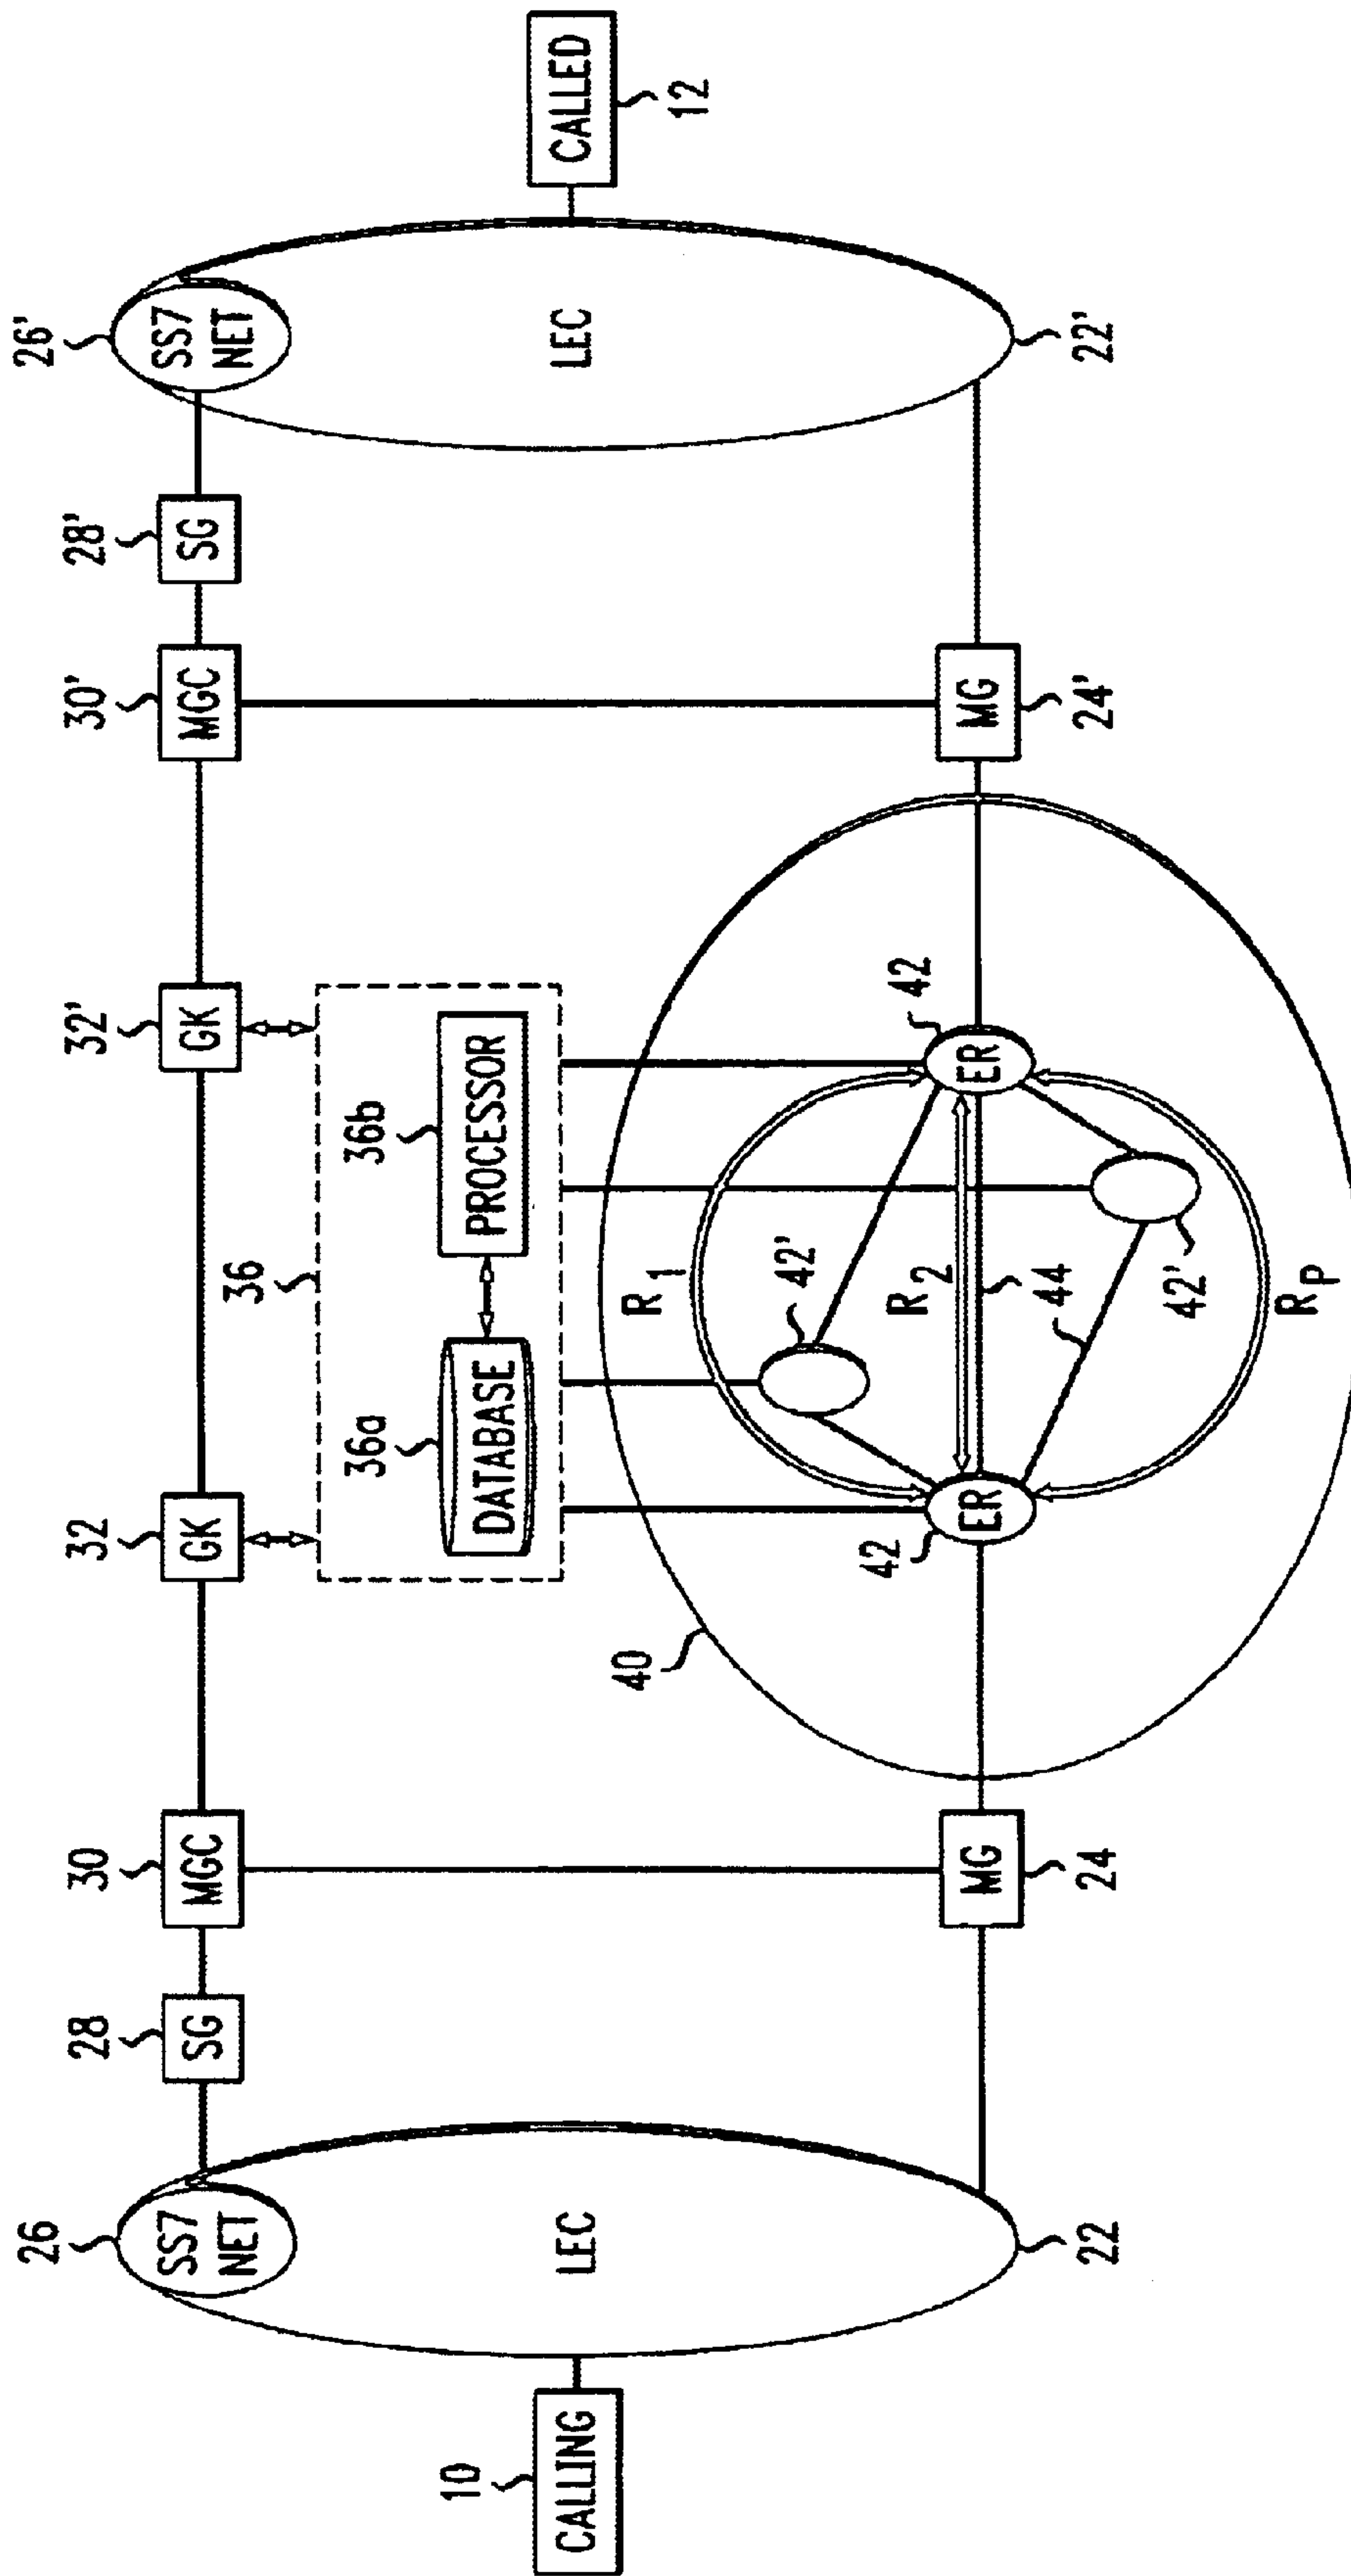 26
SS7
NET
28
SG
30
MGC
32
GK
32'
GK
30'
MGC
28'
SG
26'
SS7
NET
36
36a
DATABASE
36b
PROCESSOR
10
CALLING
LEC
22
LEC
22'
CALLED
12
40
R1
42'
R2
44
42
ER
42
ER
42'
RP
MG
24
MG
24'